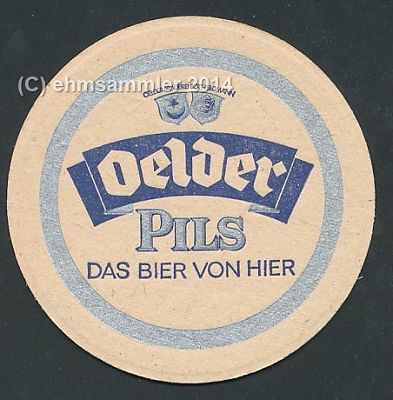 (C) ehmsammler 2014
Oelder
PILS
DAS BIER VON HIER